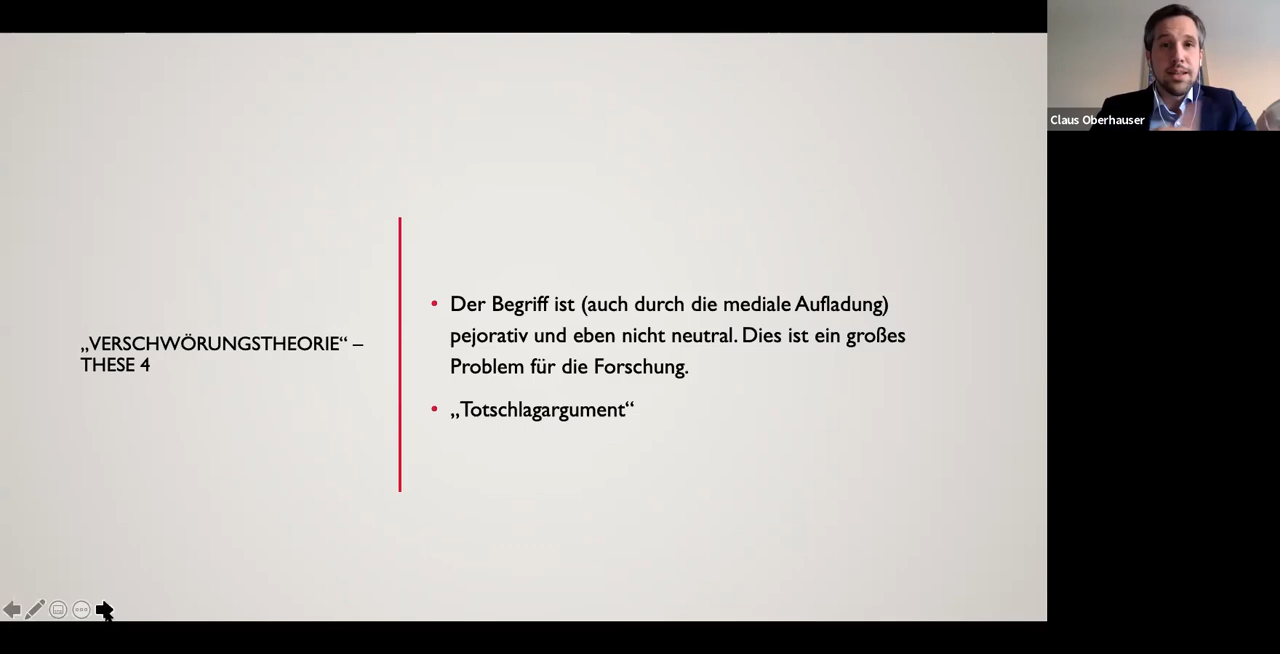 „VERSCHWÖRUNGSTHEORIE“ –
THESE 4
• Der Begriff ist (auch durch die mediale Aufladung)
pejorativ und eben nicht neutral. Dies ist ein großes
Problem für die Forschung.
• „Totschlagargument“
Claus Oberhauser